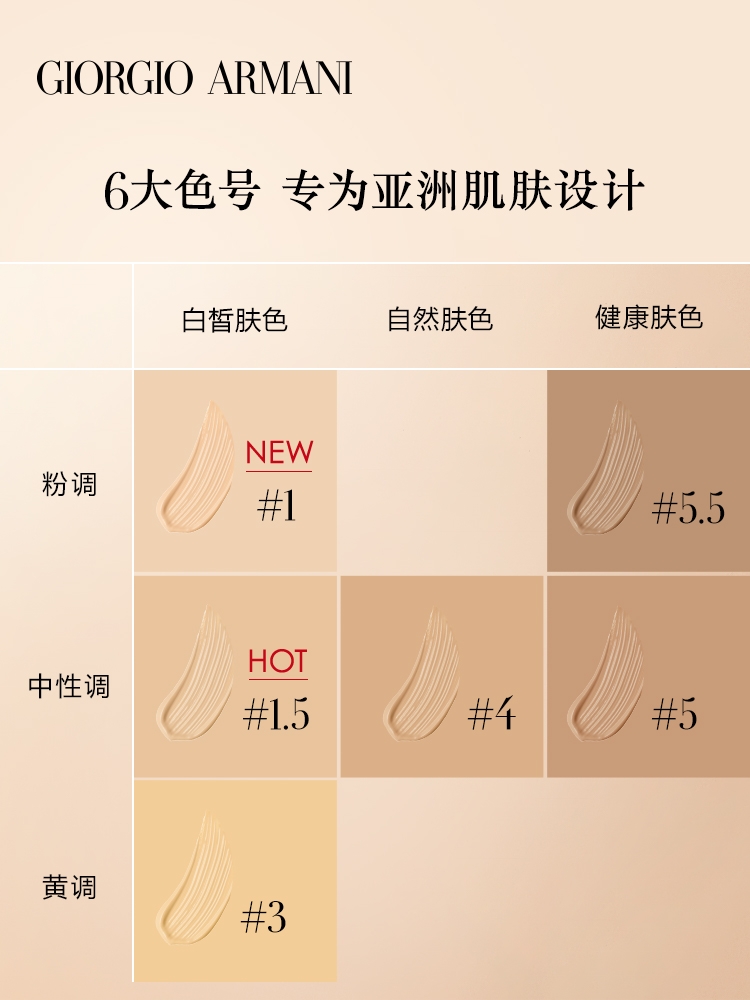 GIORGIO ARMANI
6大色号 专为亚洲肌肤设计
白皙肤色 自然肤色 健康肤色
粉调 NEW #1 #5.5
中性调 HOT #1.5 #4 #5
黄调 #3